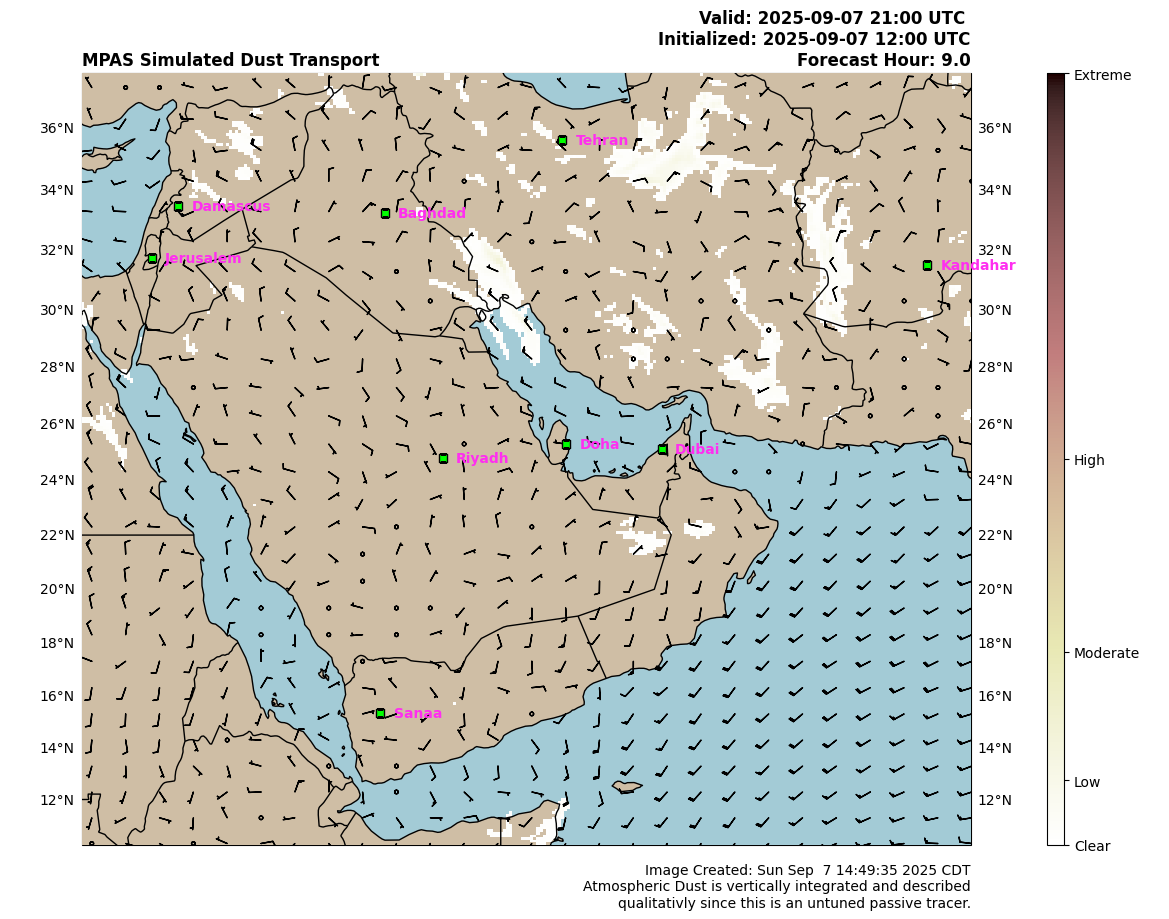 Valid: 2025-09-07 21:00 UTC
Initialized: 2025-09-07 12:00 UTC
MPAS Simulated Dust Transport Forecast Hour: 9.0
Extreme
36°N 36°N
Tehran
34°N 34°N
Damascus
Baghdad
32°N 32°N
Jerusalem
Kandahar
30°N 30°N
28°N 28°N
26°N 26°N
Doha
Dubai
Riyadh
High
24°N 24°N
22°N 22°N
20°N 20°N
18°N 18°N
Moderate
16°N 16°N
Sanaa
14°N 14°N
Low
12°N 12°N
Clear
Image Created: Sun Sep  7 14:49:35 2025 CDT
Atmospheric Dust is vertically integrated and described
qualitativly since this is an untuned passive tracer.